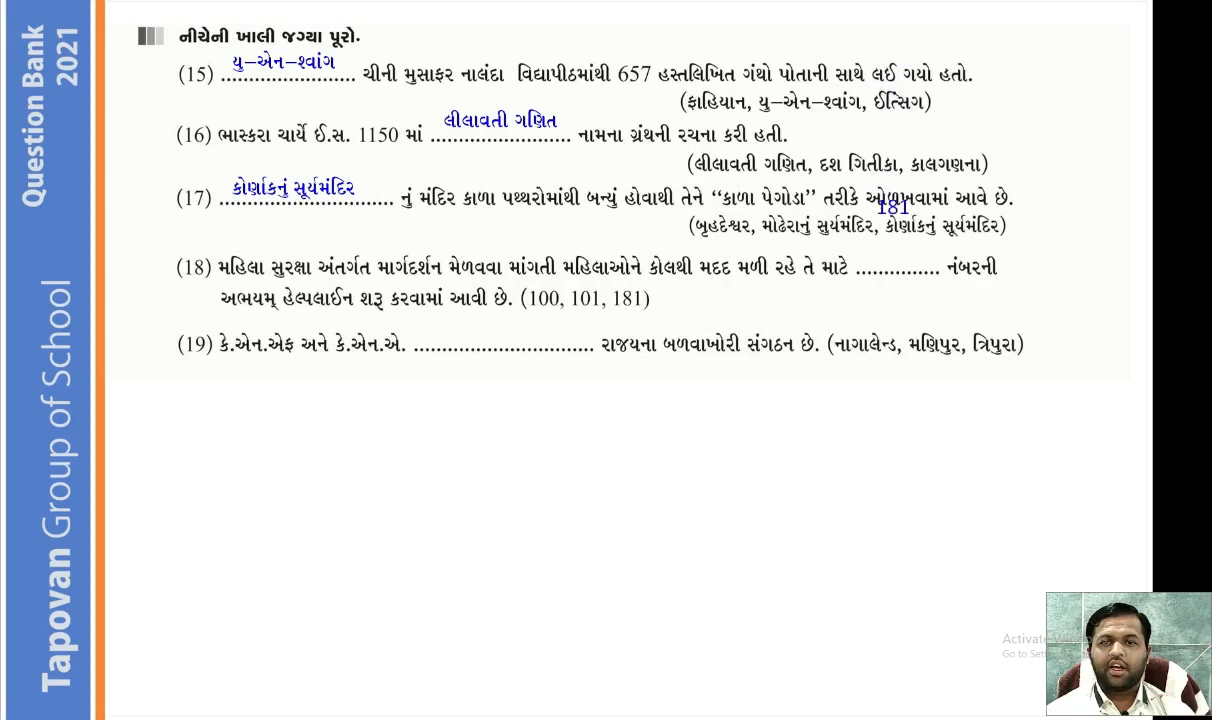 Question Bank
2021
Tapovan Group of School
નીચેની ખાલી જગ્યા પૂરો.
યુ–એન–શ્વાંગ
(15) ........................ ચીની મુસાફર નાલંદા વિદ્યાપીઠમાંથી 657 હસ્તલિખિત ગંથો પોતાની સાથે લઈ ગયો હતો.
(ફાહિયાન, યુ–એન–શ્વાંગ, ઈત્સિગ)
લીલાવતી ગણિત
(16) ભાસ્કરા ચાર્યે ઈ.સ. 1150 માં ......................... નામના ગ્રંથની રચના કરી હતી.
(લીલાવતી ગણિત, દશ ગિતીકા, કાલગણના)
કોર્ણાકનું સૂર્યમંદિર
(17) ............................... નું મંદિર કાળા પથ્થરોમાંથી બન્યું હોવાથી તેને “કાળા પેગોડા” તરીકે ઓળખવામાં આવે છે.
181
(બૃહદેશ્વર, મોઢેરાનું સુર્યમંદિર, કોર્ણાકનું સૂર્યમંદિર)
(18) મહિલા સુરક્ષા અંતર્ગત માર્ગદર્શન મેળવવા માંગતી મહિલાઓને કોલથી મદદ મળી રહે તે માટે ............... નંબરની
અભયમ્ હેલ્પલાઈન શરૂ કરવામાં આવી છે. (100, 101, 181)
(19) કે.એન.એફ અને કે.એન.એ. ................................ રાજયના બળવાખોરી સંગઠન છે. (નાગાલેન્ડ, મણિપુર, ત્રિપુરા)
Activate
Go to